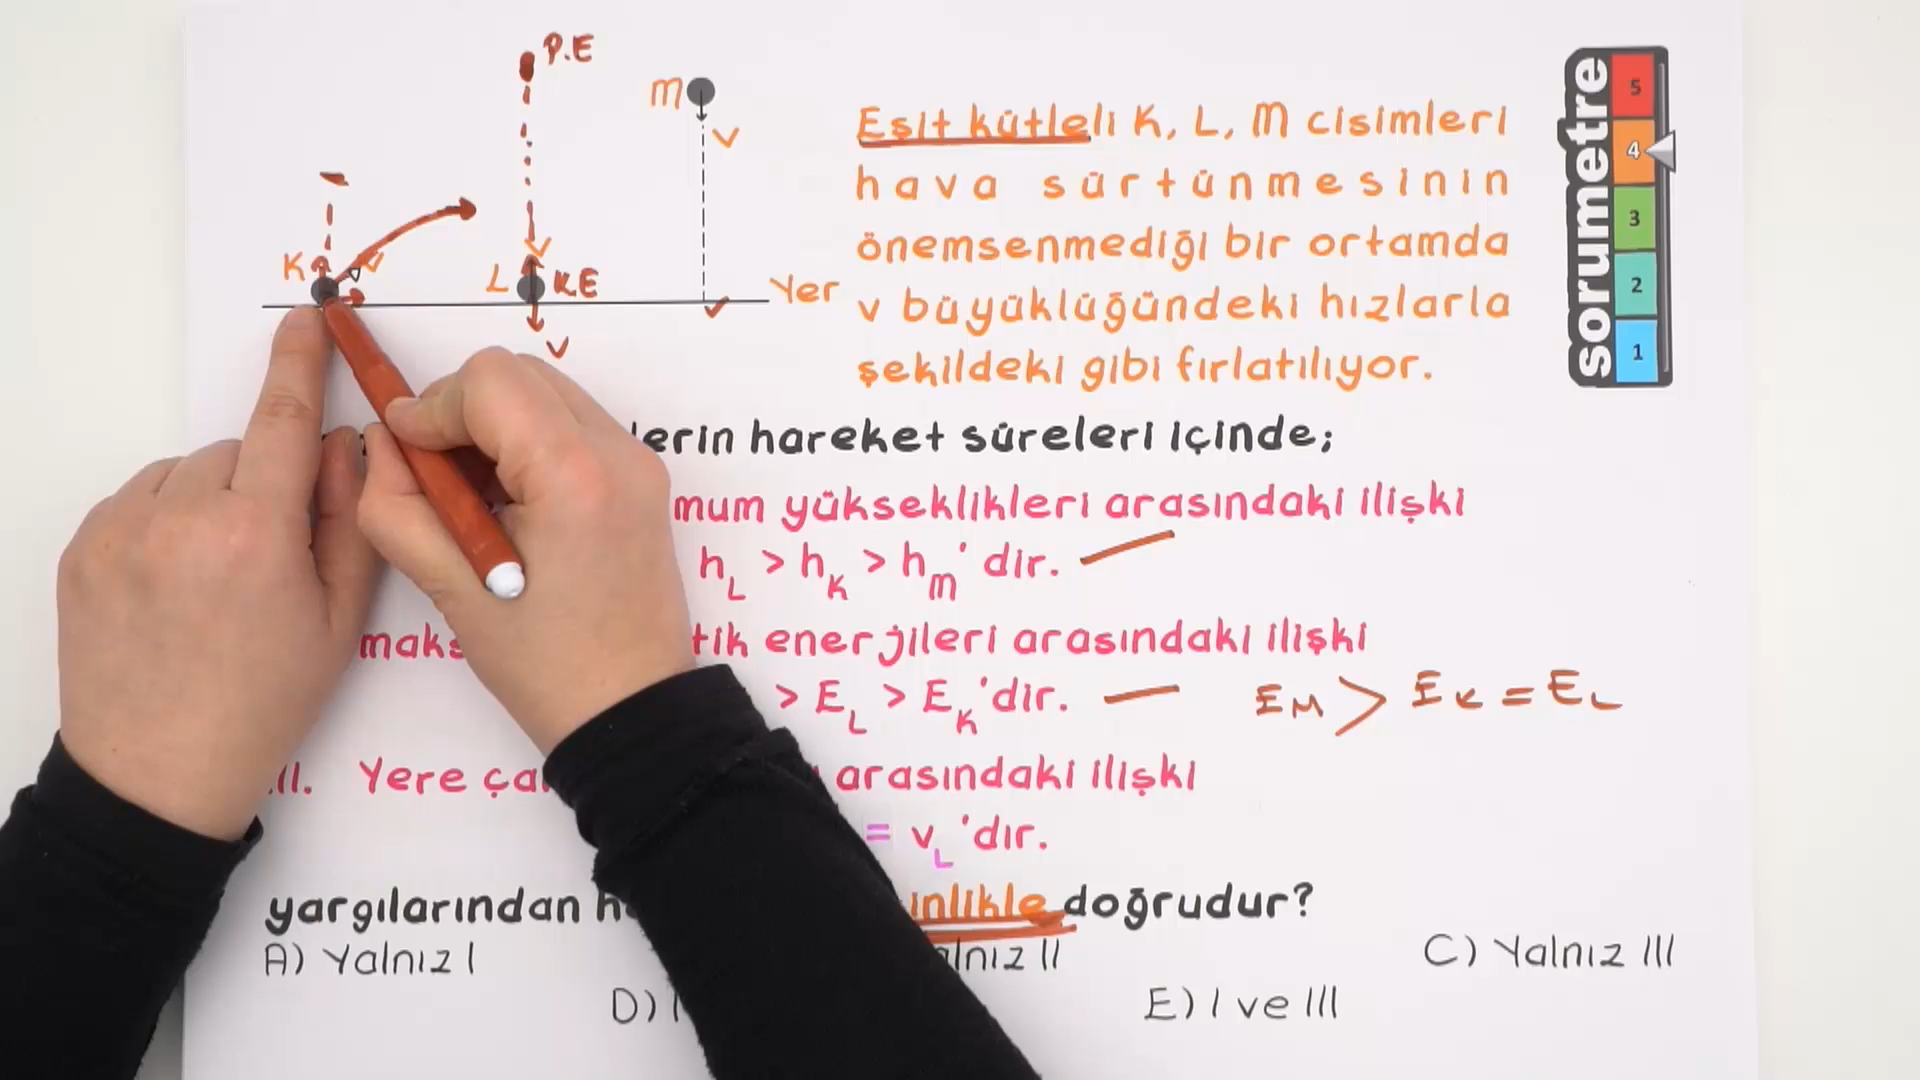 P.E
M
V
K
V
L
V
K.E
Yer
V
Eşit kütleli K, L, M cisimleri
hava sürtünmesinin
önemsenmediği bir ortamda
v büyüklüğündeki hızlarla
şekildeki gibi fırlatılıyor.
sorumetre
5
4
3
2
1
lerin hareket süreleri içinde;
mum yükseklikleri arasındaki ilişki
h_L > h_K > h_M'dir.
maks tik enerjileri arasındaki ilişki
> E_L > E_K'dir.
E_M > E_K = E_L
II. Yere ça arasındaki ilişki
= v_L'dır.
yargılarından h inlikle doğrudur?
A) Yalnız I
alnız II
C) Yalnız III
D) I
E) I ve III